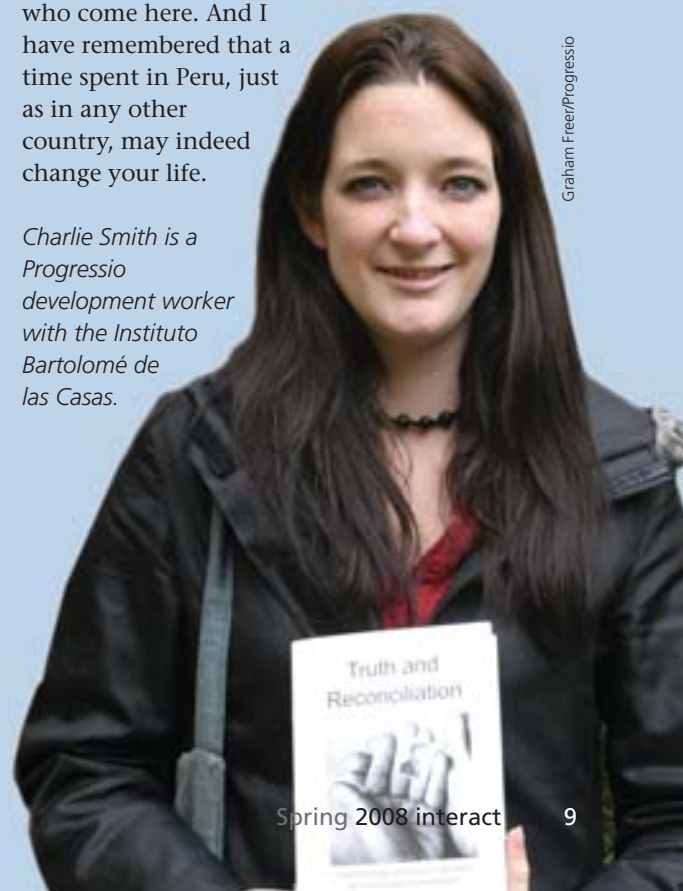 who come here. And I
have remembered that a
time spent in Peru, just
as in any other
country, may indeed
change your life.
Charlie Smith is a
Progressio
development worker
with the Instituto
Bartolomé de
las Casas.
Graham Freer/Progressio
Truth and
Reconciliation
Spring 2008 interact 9